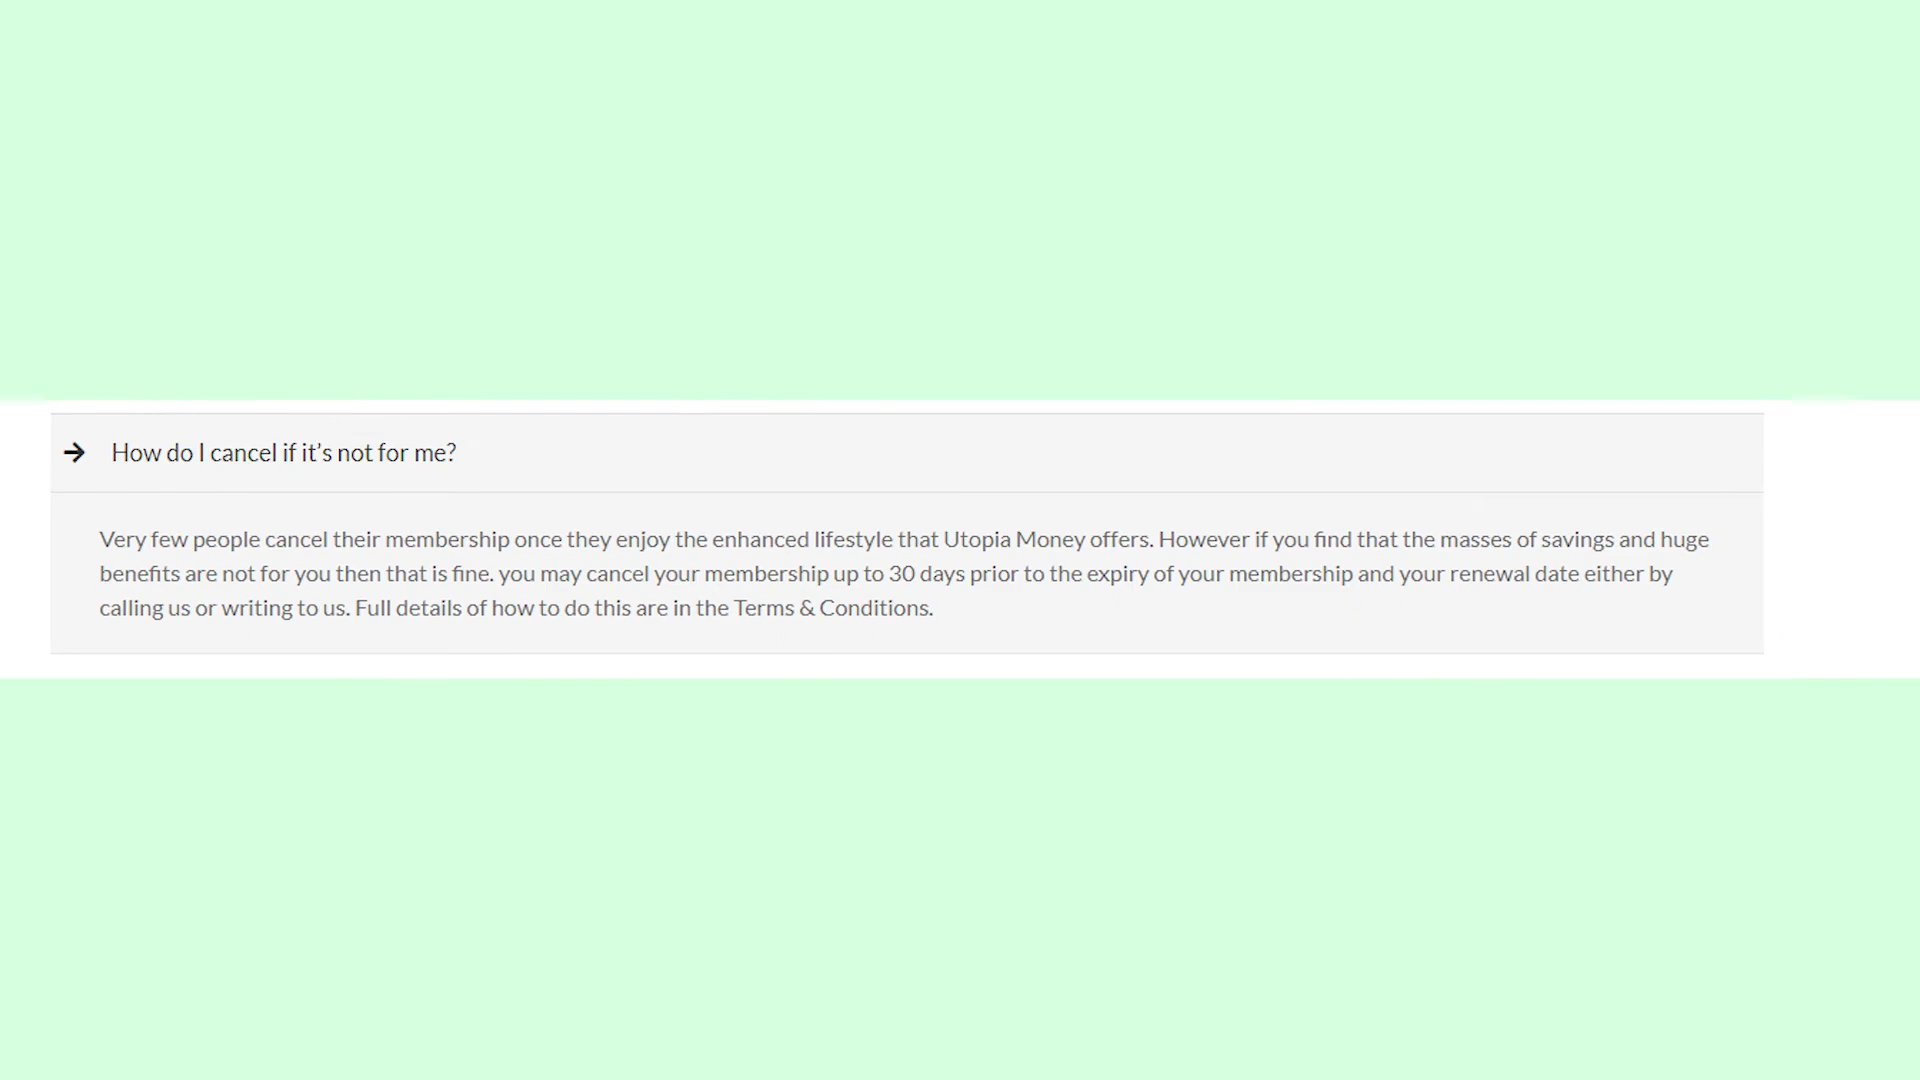 How do I cancel if it’s not for me?
Very few people cancel their membership once they enjoy the enhanced lifestyle that Utopia Money offers. However if you find that the masses of savings and huge
benefits are not for you then that is fine. you may cancel your membership up to 30 days prior to the expiry of your membership and your renewal date either by
calling us or writing to us. Full details of how to do this are in the Terms & Conditions.